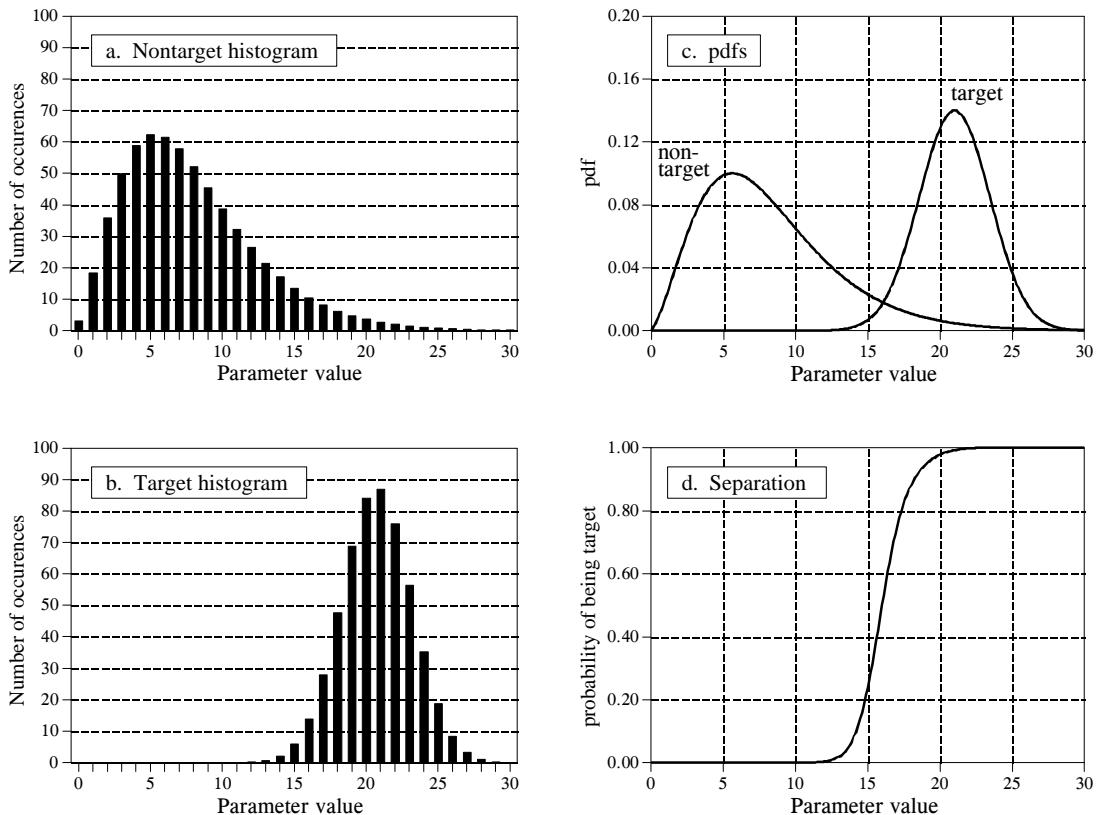 a. Nontarget histogram
Number of occurences
100
90
80
70
60
50
40
30
20
10
0
0 5 10 15 20 25 30
Parameter value
c. pdfs
pdf
0.20
0.16
0.12
0.08
0.04
0.00
non-
target
target
0 5 10 15 20 25 30
Parameter value
b. Target histogram
Number of occurences
100
90
80
70
60
50
40
30
20
10
0
0 5 10 15 20 25 30
Parameter value
d. Separation
probability of being target
1.00
0.80
0.60
0.40
0.20
0.00
0 5 10 15 20 25 30
Parameter value